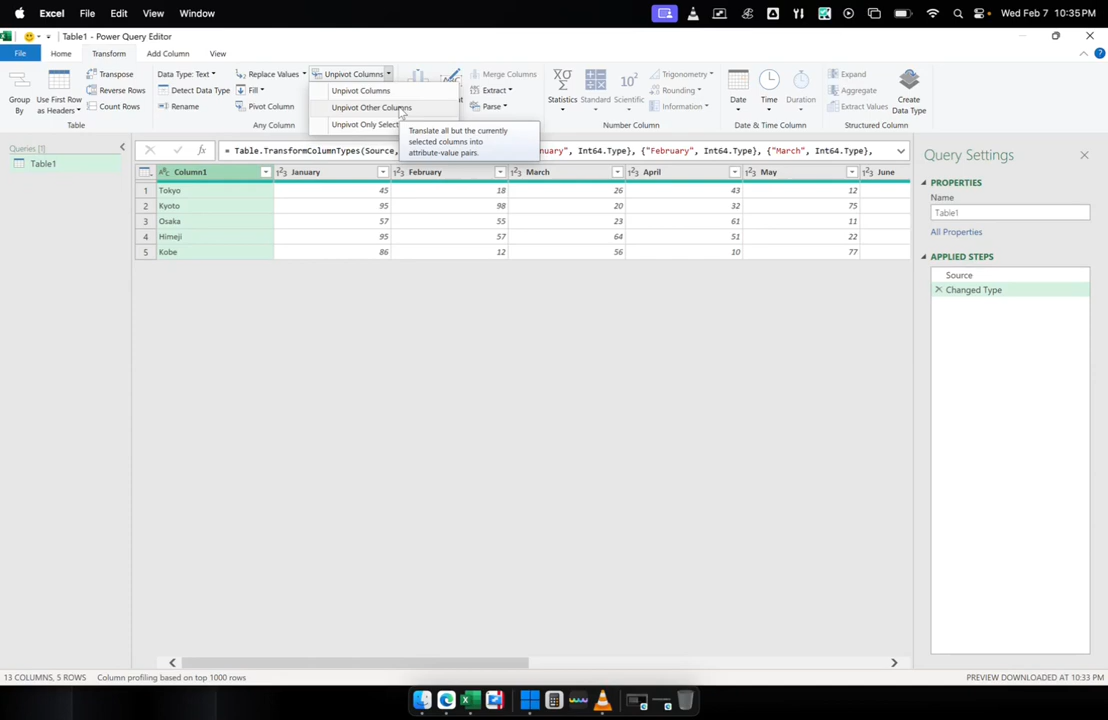 Excel File Edit View Window Wed Feb 7 10:35 PM
Table1 - Power Query Editor
File Home Transform Add Column View
Group By
Use First Row as Headers
Transpose
Reverse Rows
Count Rows
Table
Data Type: Text
Detect Data Type
Rename
Replace Values
Fill
Pivot Column
Any Column
Unpivot Columns
Unpivot Columns
Unpivot Other Columns
Unpivot Only Select
Translate all but the currently
selected columns into
attribute-value pairs.
Merge Columns
Extract
Parse
Statistics
Standard
Scientific
Trigonometry
Rounding
Information
Number Column
Date
Time
Duration
Date & Time Column
Expand
Aggregate
Extract Values
Structured Column
Create Data Type
Queries [1]
Table1
= Table.TransformColumnTypes(Source, nuary", Int64.Type}, {"February", Int64.Type}, {"March", Int64.Type},
Column1 January February March April May June
1 Tokyo 45 18 26 43 12
2 Kyoto 95 98 20 32 75
3 Osaka 57 55 23 61 11
4 Himeji 95 57 64 51 22
5 Kobe 86 12 56 10 77
Query Settings
PROPERTIES
Name
Table1
All Properties
APPLIED STEPS
Source
Changed Type
13 COLUMNS, 5 ROWS Column profiling based on top 1000 rows PREVIEW DOWNLOADED AT 10:33 PM